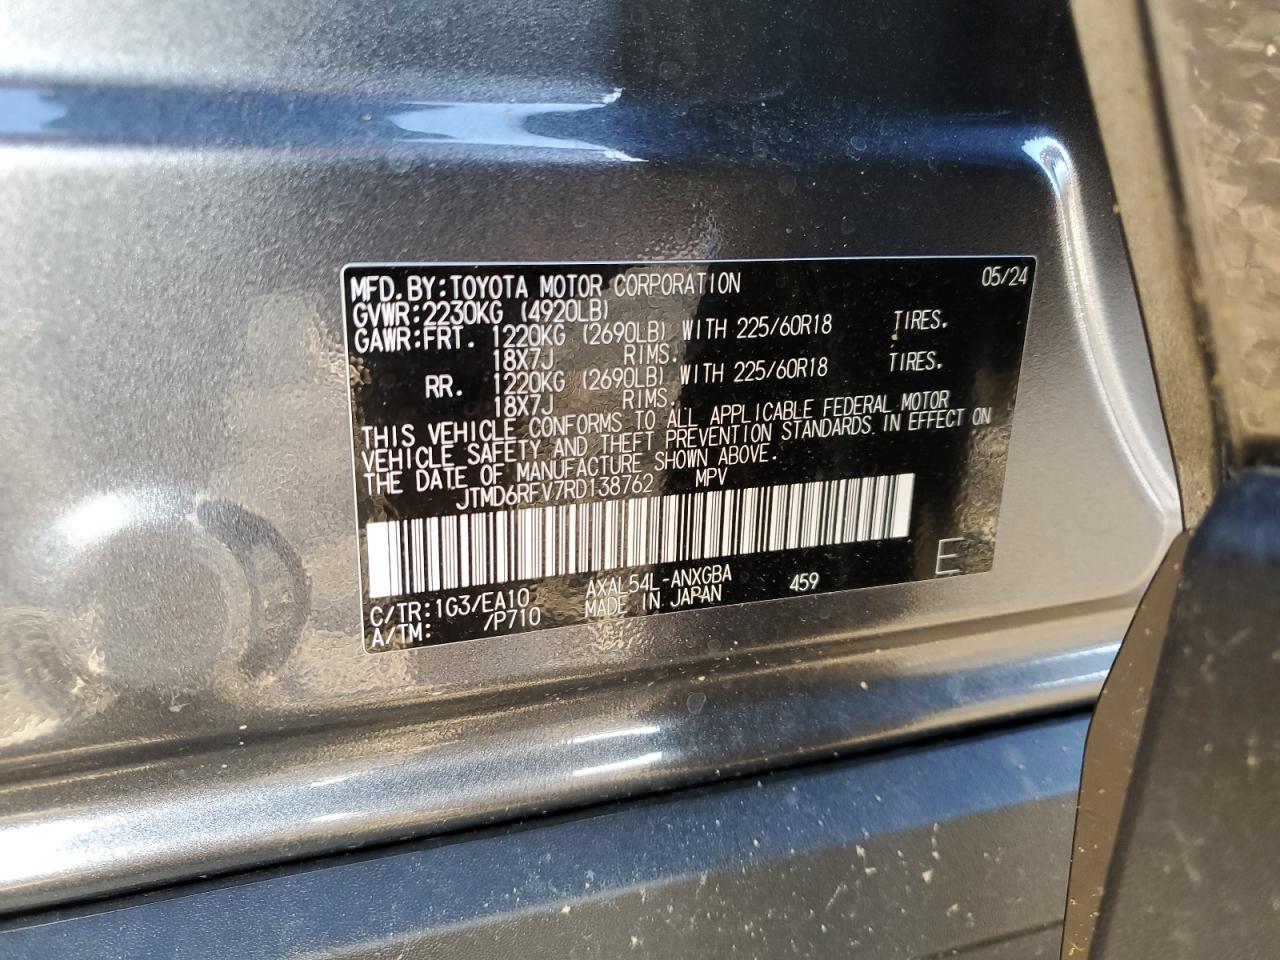 MFD.BY:TOYOTA MOTOR CORPORATION 05/24
GVWR:2230KG (4920LB)
GAWR:FRT. 1220KG (2690LB) WITH 225/60R18 TIRES.
18X7J RIMS.
RR. 1220KG (2690LB) WITH 225/60R18 TIRES.
18X7J RIMS.
THIS VEHICLE CONFORMS TO ALL APPLICABLE FEDERAL MOTOR
VEHICLE SAFETY AND THEFT PREVENTION STANDARDS IN EFFECT ON
THE DATE OF MANUFACTURE SHOWN ABOVE.
JTMD6RFV7RD138762 MPV
C/TR:1G3/EA10 AXAL54L-ANXGBA 459 E
A/TM: /P710 MADE IN JAPAN